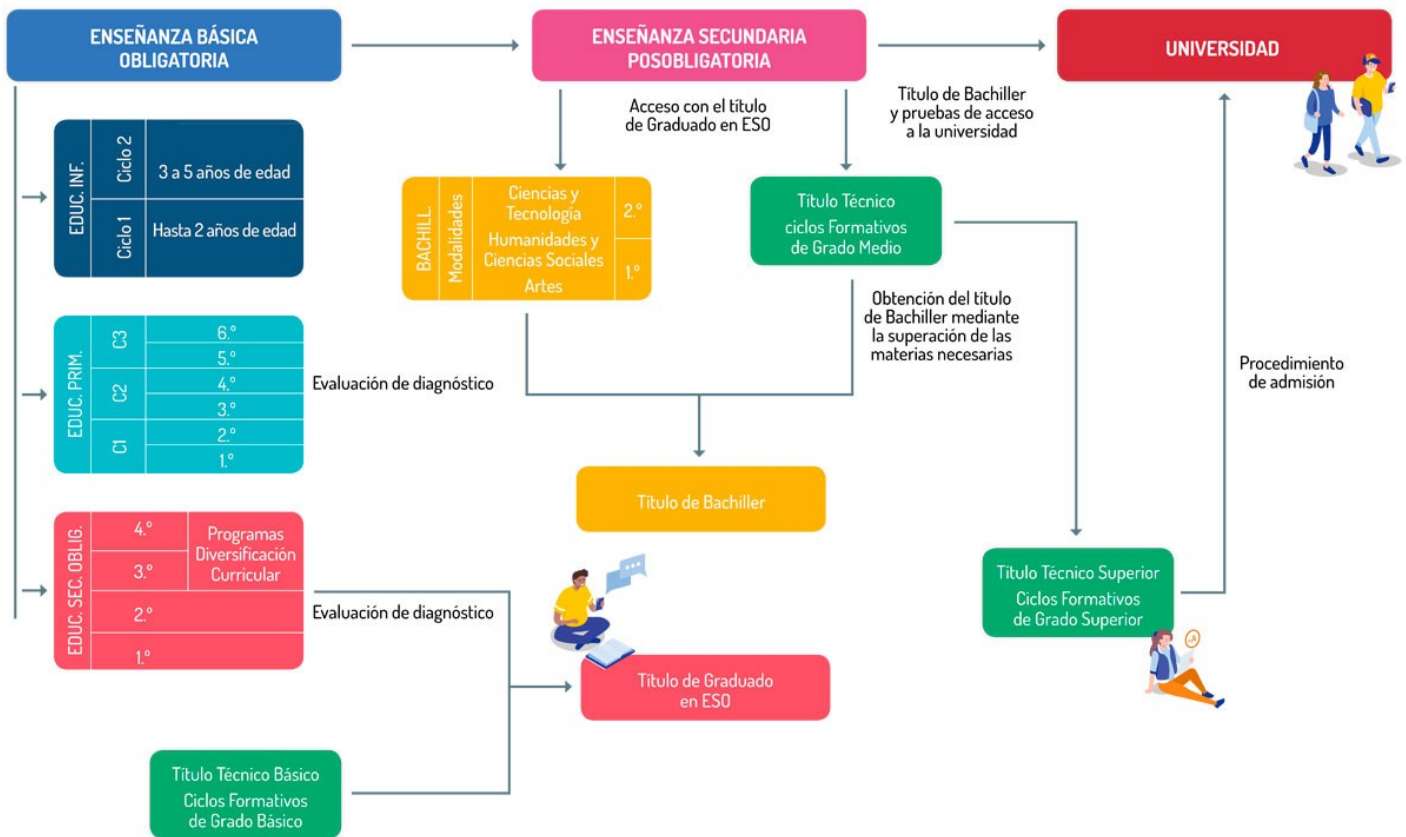 ENSEÑANZA BÁSICA
OBLIGATORIA
ENSEÑANZA SECUNDARIA
POSOBLIGATORIA
UNIVERSIDAD
Acceso con el título
de Graduado en ESO
Título de Bachiller
y pruebas de acceso
a la universidad
EDUC. INF.
Ciclo 2
3 a 5 años de edad
Ciclo 1
Hasta 2 años de edad
BACHILL.
Modalidades
Ciencias y
Tecnología
Humanidades y
Ciencias Sociales
Artes
2.º
1.º
Título Técnico
ciclos Formativos
de Grado Medio
Obtención del título
de Bachiller mediante
la superación de las
materias necesarias
Procedimiento
de admisión
EDUC. PRIM.
C3
6.º
5.º
C2
4.º
3.º
C1
2.º
1.º
Evaluación de diagnóstico
Título de Bachiller
EDUC. SEC. OBLIG.
4.º
3.º
Programas
Diversificación
Curricular
2.º
1.º
Evaluación de diagnóstico
Título Técnico Superior
Ciclos Formativos
de Grado Superior
Título de Graduado
en ESO
Título Técnico Básico
Ciclos Formativos
de Grado Básico